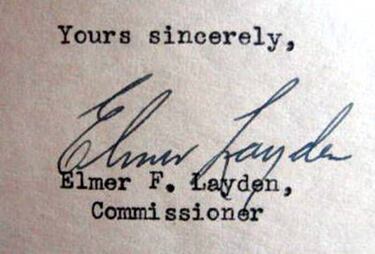 Yours sincerely,
Elmer Layden
Elmer F. Layden,
Commissioner